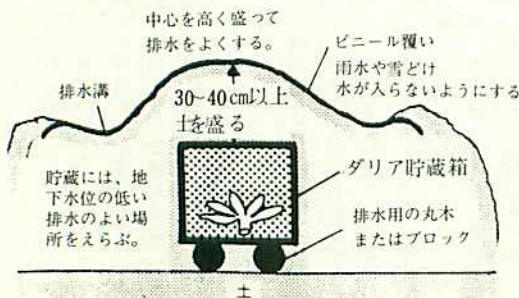 中心を高く盛って
排水をよくする。
ビニール覆い
雨水や雪どけ
水が入らないようにする
排水溝
30~40cm以上
土を盛る
貯蔵には、地
下水位の低い
排水のよい場
所をえらぶ。
ダリア貯蔵箱
排水用の丸木
またはブロック
土